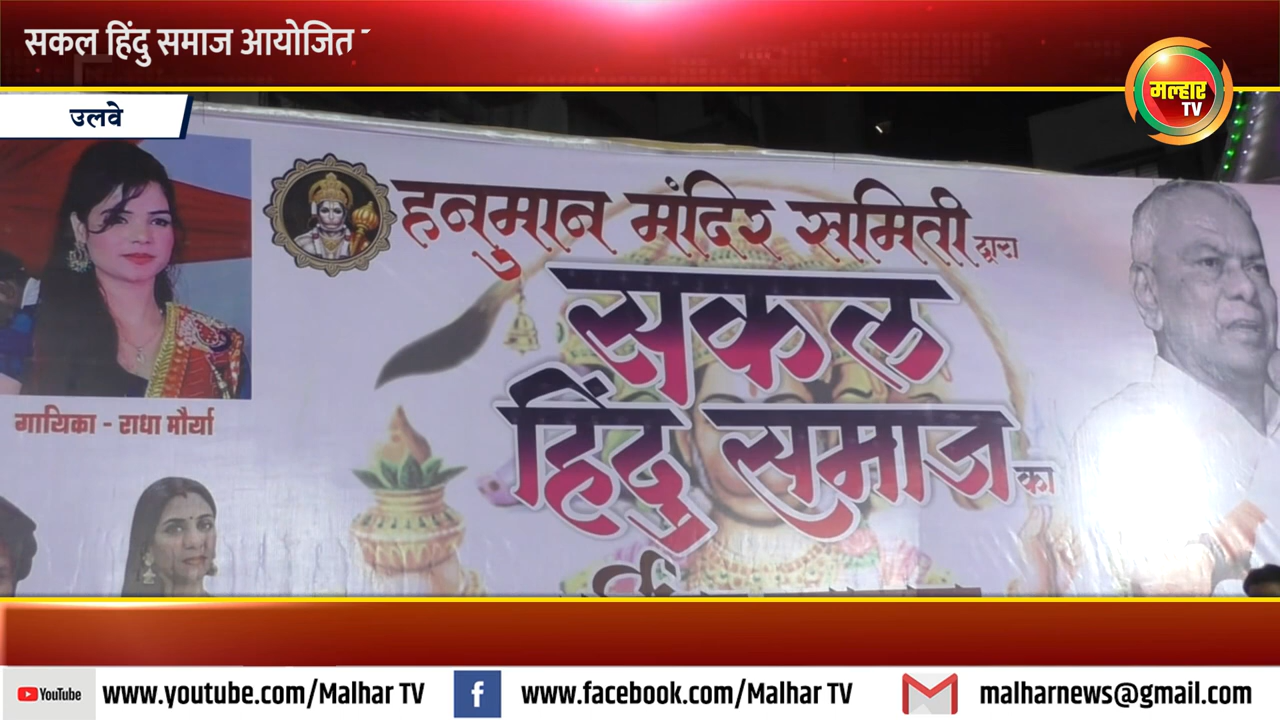 सकल हिंदु समाज आयोजित
मल्हार
TV
उलवे
हनुमान मंदिर समिती द्वारा
सकल
हिंदु समाज का
गायिका - राधा मौर्या
YouTube
www.youtube.com/Malhar TV
www.facebook.com/Malhar TV
malharnews@gmail.com